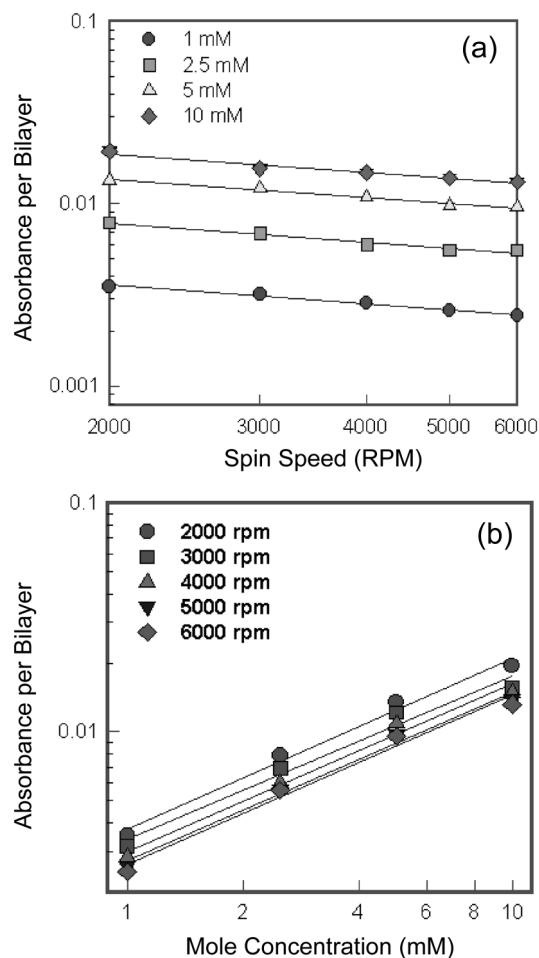 0.1
(a)
1 mM
2.5 mM
5 mM
10 mM
0.01
0.001
Absorbance per Bilayer
2000 3000 4000 5000 6000
Spin Speed (RPM)
0.1
(b)
2000 rpm
3000 rpm
4000 rpm
5000 rpm
6000 rpm
0.01
Absorbance per Bilayer
1 2 4 6 8 10
Mole Concentration (mM)